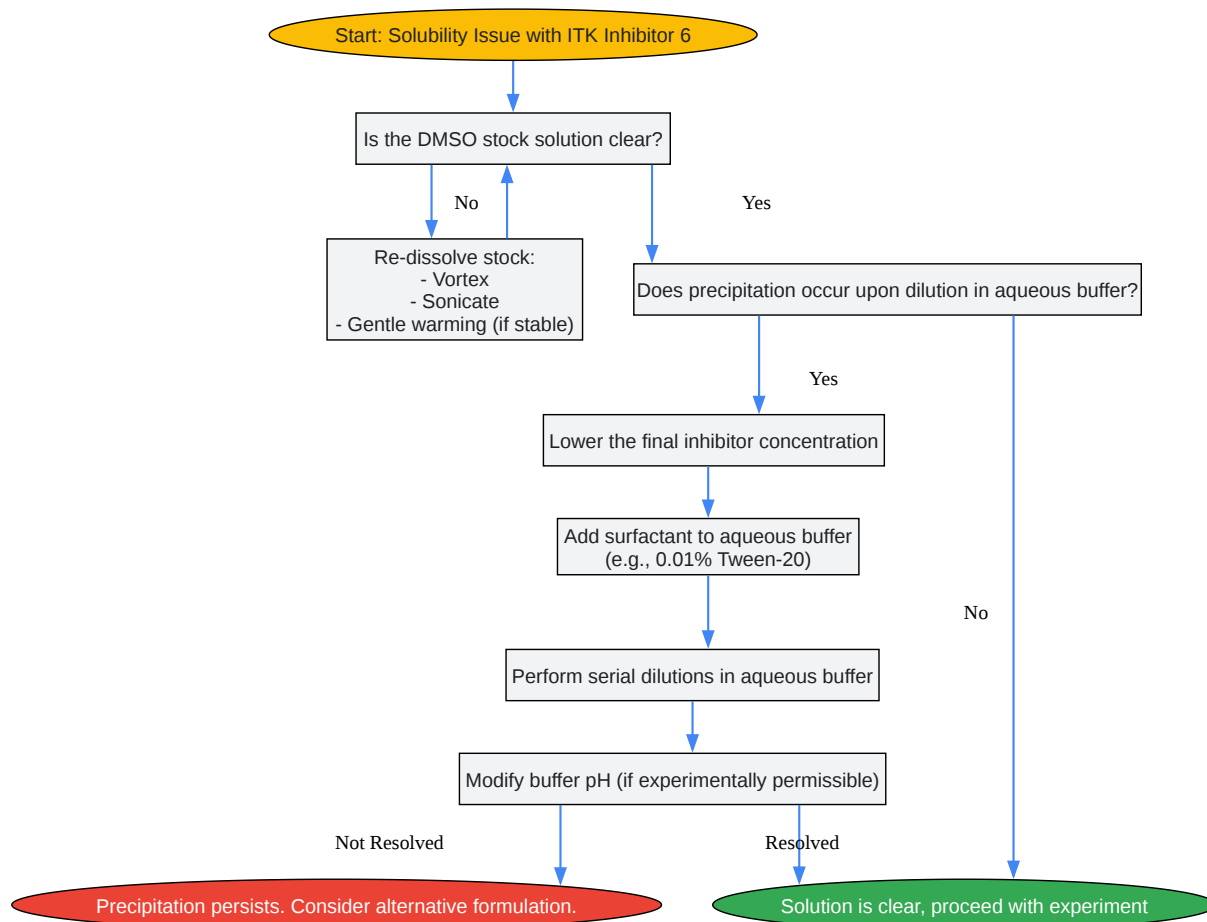 Start: Solubility Issue with ITK Inhibitor 6
Is the DMSO stock solution clear?
No
Yes
Re-dissolve stock:
- Vortex
- Sonicate
- Gentle warming (if stable)
Does precipitation occur upon dilution in aqueous buffer?
Yes
Lower the final inhibitor concentration
Add surfactant to aqueous buffer
(e.g., 0.01% Tween-20)
No
Perform serial dilutions in aqueous buffer
Modify buffer pH (if experimentally permissible)
Not Resolved
Resolved
Precipitation persists. Consider alternative formulation.
Solution is clear, proceed with experiment